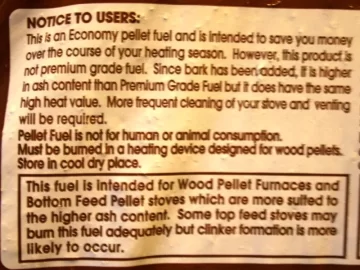 NOTICE TO USERS:
This is an Economy pellet fuel and is intended to save you money
over the course of your heating season. However, this product is
not premium grade fuel. Since bark has been added, it is higher
in ash content than Premium Grade Fuel but it does have the same
high heat value. More frequent cleaning of your stove and venting
will be required.
Pellet Fuel is not for human or animal consumption.
Must be burned in a heating device designed for wood pellets.
Store in cool dry place.
This fuel is intended for Wood Pellet Furnaces and
Bottom Feed Pellet stoves which are more suited to
the higher ash content. Some top feed stoves may
burn this fuel adequately but clinker formation is more
likely to occur.